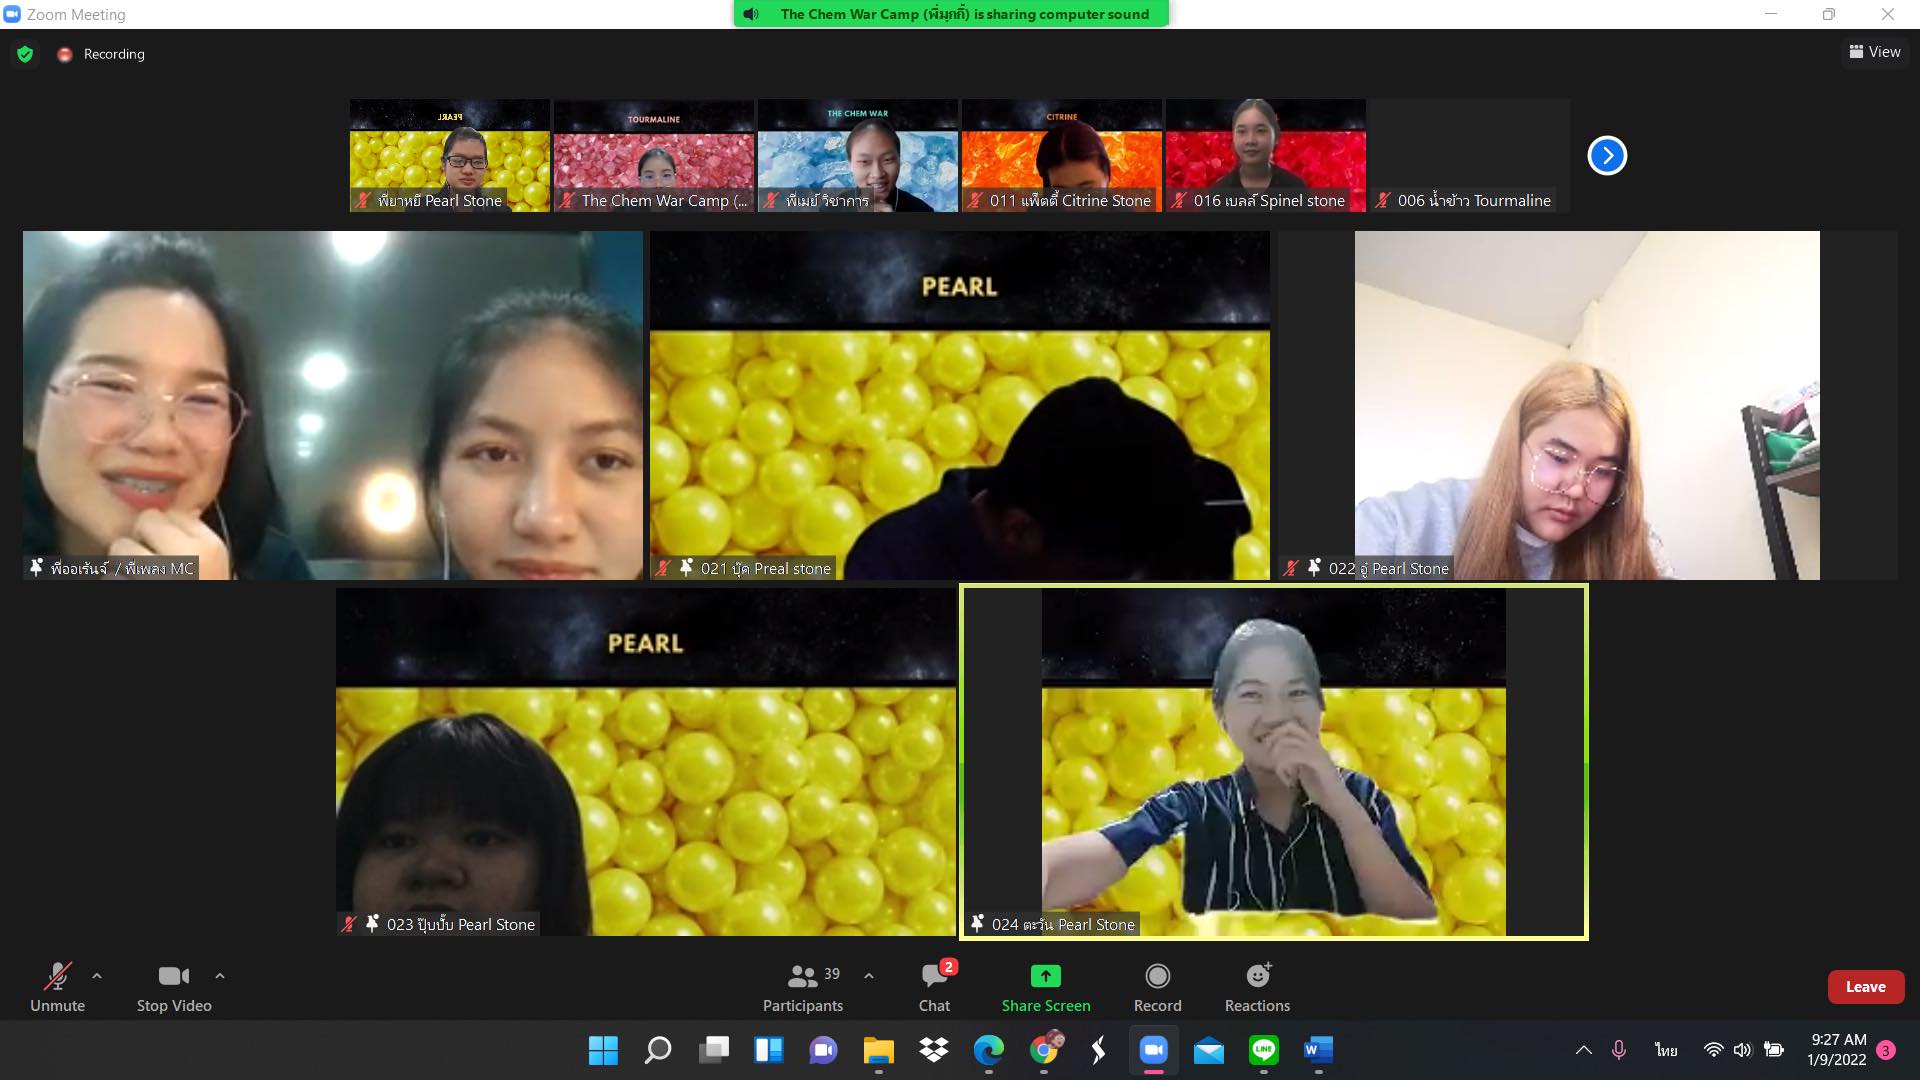 Zoom Meeting
The Chem War Camp (พี่มุกกี้) is sharing computer sound
Recording
View
PEARL
พี่ยาหยี Pearl Stone
TOURMALINE
The Chem War Camp (...
THE CHEM WAR
พี่เมย์ วิชาการ
CITRINE
011 แพ็ตตี้ Citrine Stone
016 เบลล์ Spinel stone
006 น้ำข้าว Tourmaline
พี่ออเร้นจ์ / พี่เพลง MC
PEARL
021 บุ๊ค Preal stone
022 อู๋ Pearl Stone
PEARL
023 ปุ๊บปั๊บ Pearl Stone
024 ตะวัน Pearl Stone
Unmute
Stop Video
39
Participants
2
Chat
Share Screen
Record
Reactions
Leave
LINE
W
ไทย
9:27 AM
1/9/2022
3